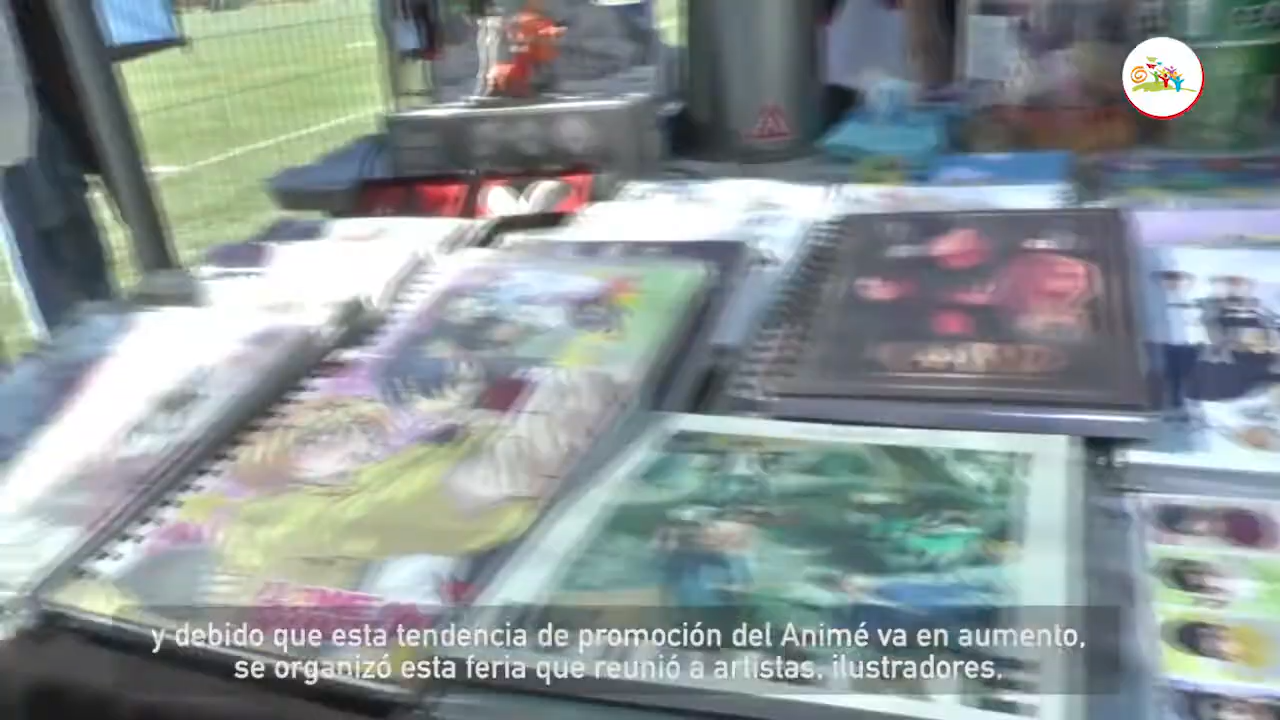 y debido que esta tendencia de promoción del Animé va en aumento,
se organizó esta feria que reunió a artistas, ilustradores,